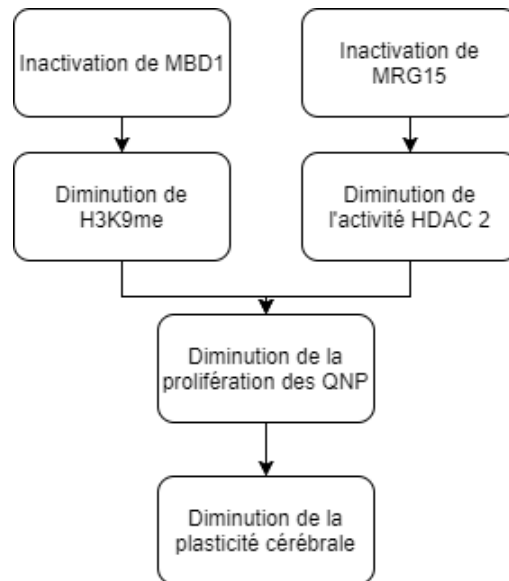 Inactivation de MBD1
Inactivation de
MRG15
Diminution de
H3K9me
Diminution de
l'activité HDAC 2
Diminution de la
prolifération des QNP
Diminution de la
plasticité cérébrale